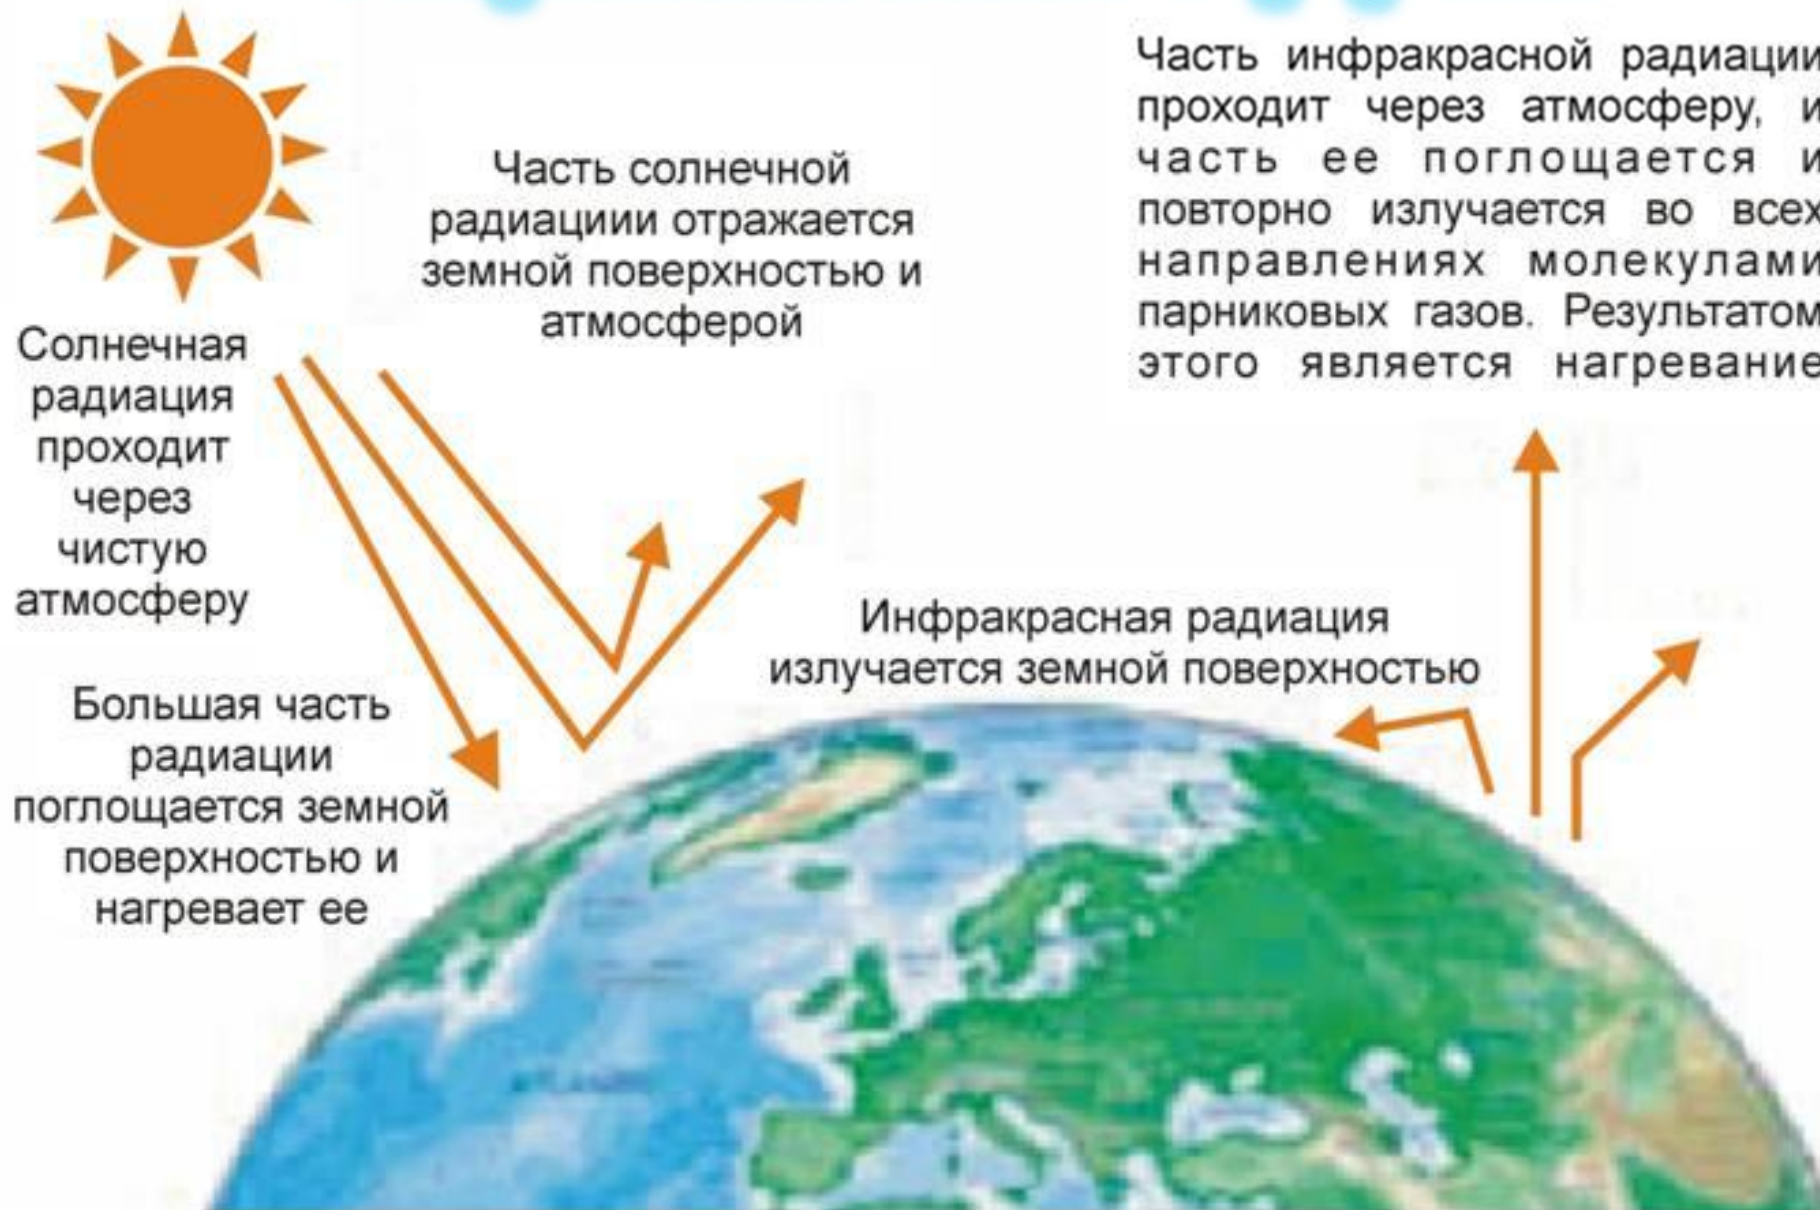 Солнечная
радиация
проходит
через
чистую
атмосферу
Часть солнечной
радиациии отражается
земной поверхностью и
атмосферой
Часть инфракрасной радиации
проходит через атмосферу, и
часть ее поглощается и
повторно излучается во всех
направлениях молекулами
парниковых газов. Результатом
этого является нагревание
Инфракрасная радиация
излучается земной поверхностью
Большая часть
радиации
поглощается земной
поверхностью и
нагревает ее